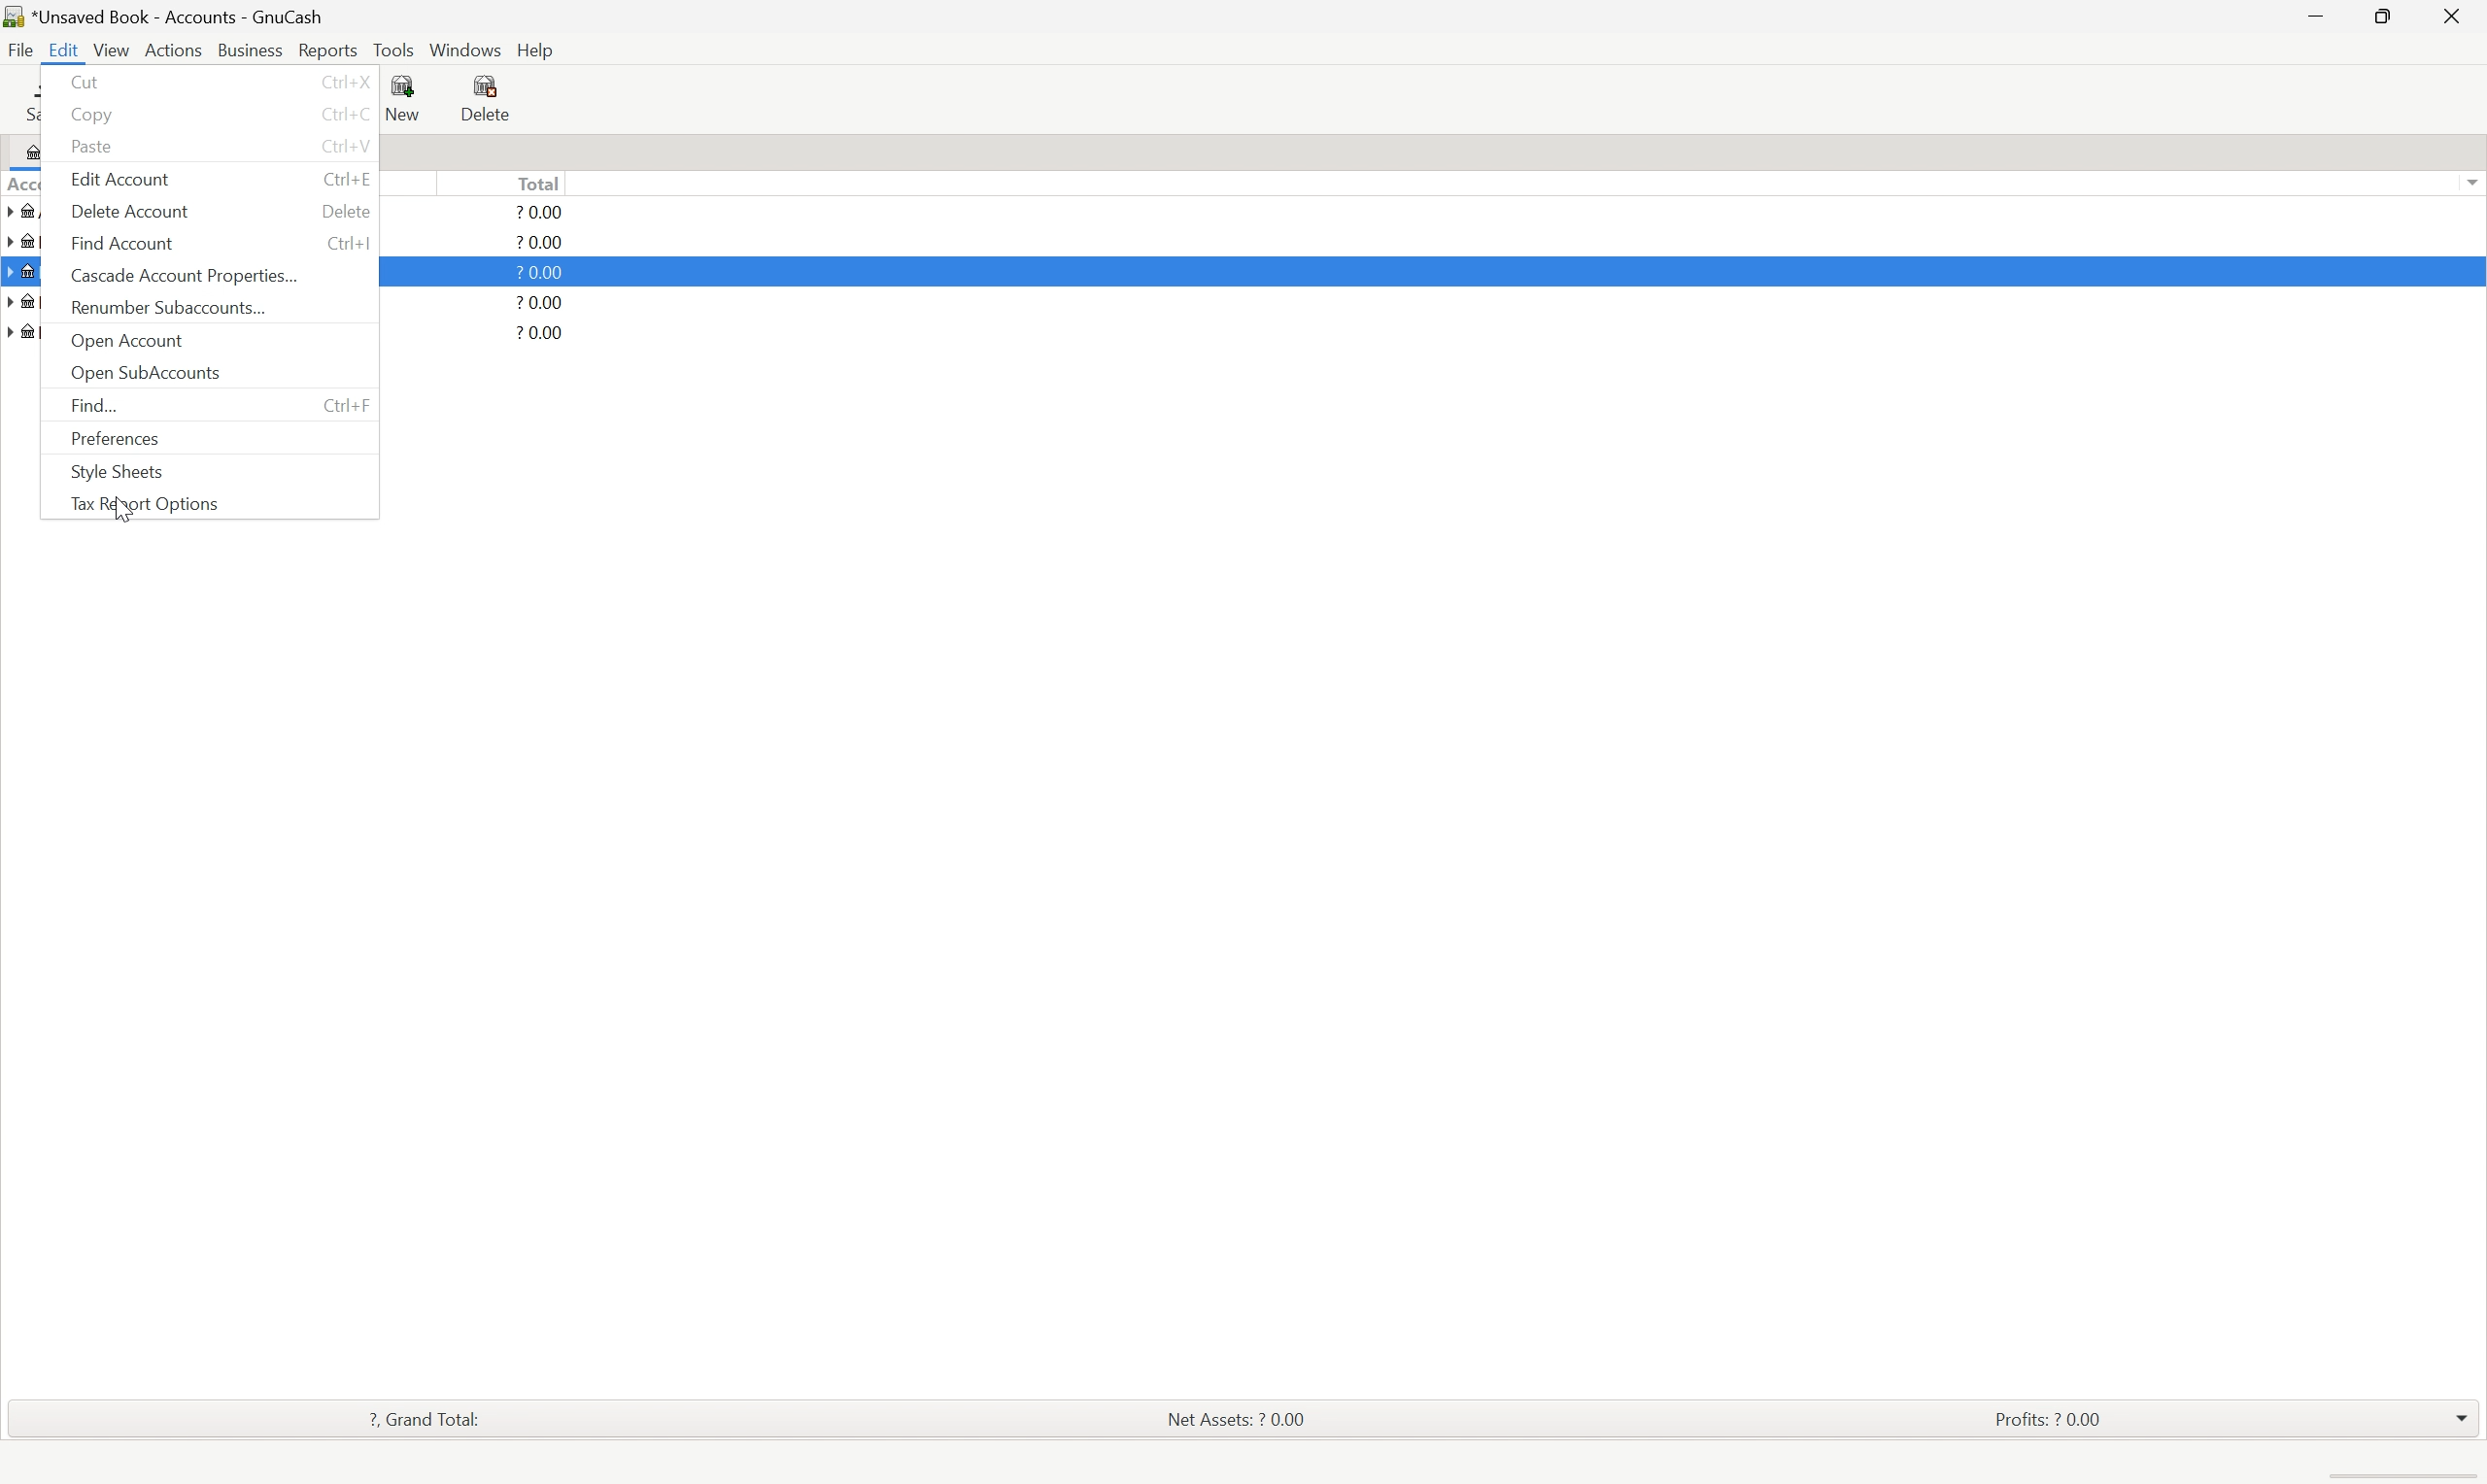 *Unsaved Book - Accounts - GnuCash
File Edit View Actions Business Reports Tools Windows Help
Cut Ctrl+X
Copy Ctrl+C
Paste Ctrl+V
New Delete
Edit Account Ctrl+E
Total
Delete Account Delete
? 0.00
Find Account Ctrl+I
? 0.00
Cascade Account Properties...
? 0.00
Renumber Subaccounts...
? 0.00
Open Account
? 0.00
Open SubAccounts
Find... Ctrl+F
Preferences
Style Sheets
Tax Report Options
?, Grand Total: Net Assets: ? 0.00 Profits: ? 0.00